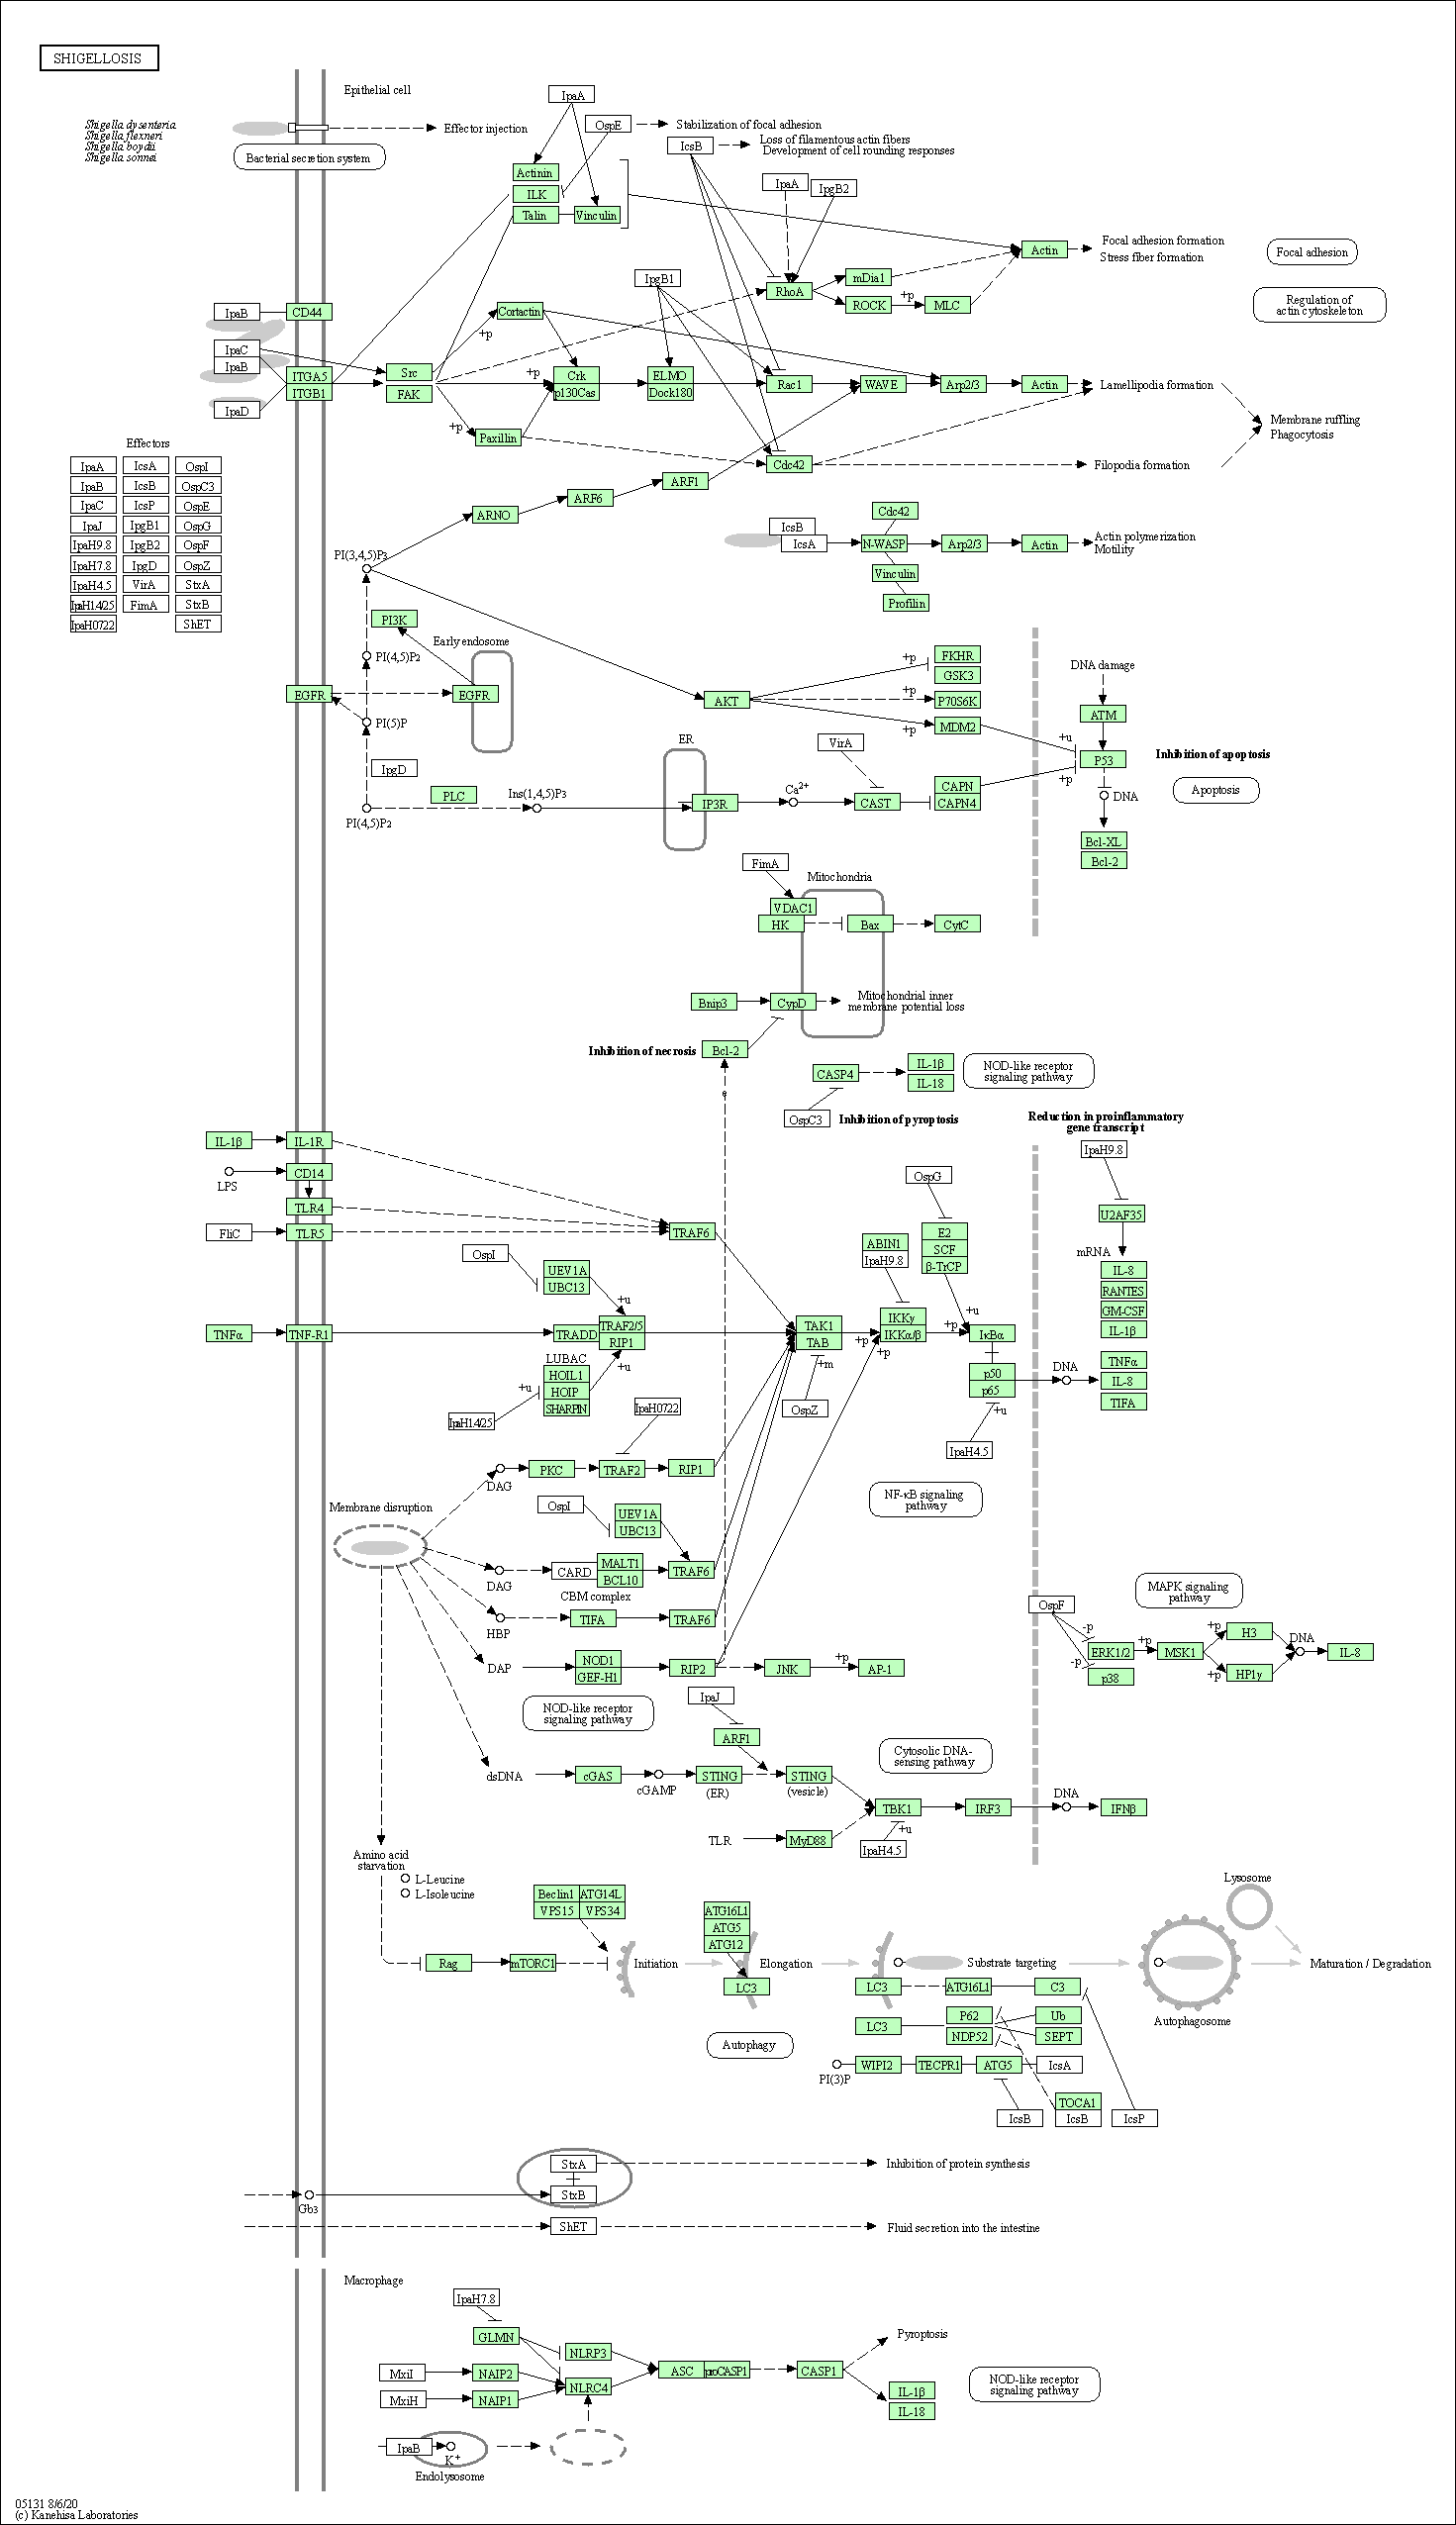 SHIGELLOSIS
Epithelial cell
Shigella dysenteria
Shigella flexneri
Shigella boydii
Shigella sonnei
Effector injection
Bacterial secretion system
IpaA
OspE
Stabilization of focal adhesion
IcsB
Loss of filamentous actin fibers
Development of cell rounding responses
Actinin
ILK
Talin
Vinculin
IpaA
IpgB2
Actin
Focal adhesion formation
Stress fiber formation
Focal adhesion
IpgB1
RhoA
mDia1
ROCK
+p
MLC
Regulation of
actin cytoskeleton
IpaB
CD44
Cortactin
+p
IpaC
IpaB
IpaD
ITGA5
ITGB1
Src
FAK
+p
Crk
p130Cas
ELMO
Dock180
Rac1
WAVE
Arp2/3
Actin
Lamellipodia formation
Membrane ruffling
Phagocytosis
+p
Paxillin
Cdc42
Filopodia formation
Effectors
IpaA
IcsA
OspI
IpaB
IcsB
OspC3
IpaC
IcsP
OspE
IpaJ
IpgB1
OspG
IpaH9.8
IpgB2
OspF
IpaH7.8
IpgD
OspZ
IpaH4.5
VirA
StxA
IpaH1.4/2.5
FimA
StxB
IpaH0722
ShET
ARNO
ARF6
ARF1
Cdc42
IcsB
IcsA
N-WASP
Arp2/3
Actin
Actin polymerization
Motility
Vinculin
Profilin
PI(3,4,5)P3
PI3K
Early endosome
PI(4,5)P2
EGFR
EGFR
PI(5)P
IpgD
PI(4,5)P2
PLC
Ins(1,4,5)P3
ER
IP3R
Ca2+
VirA
CAST
CAPN
CAPN4
AKT
+p
FKHR
GSK3
+p
P70S6K
+p
MDM2
+u
+p
DNA damage
ATM
P53
Inhibition of apoptosis
Apoptosis
DNA
Bcl-XL
Bcl-2
FimA
Mitochondria
VDAC1
HK
Bax
CytC
Bnip3
CypD
Mitochondrial inner
membrane potential loss
Inhibition of necrosis
Bcl-2
e
CASP4
IL-1β
IL-18
NOD-like receptor
signaling pathway
OspC3
Inhibition of pyroptosis
Reduction in proinflammatory
gene transcript
IL-1β
IL-1R
LPS
CD14
TLR4
FliC
TLR5
TRAF6
OspG
IpaH9.8
U2AF35
mRNA
IL-8
RANTES
GM-CSF
IL-1β
OspI
UEV1A
UBC13
+u
ABIN1
IpaH9.8
E2
SCF
β-TrCP
+u
TNFα
TNF-R1
TRADD
TRAF2/5
RIP1
TAK1
TAB
+p
+p
IKKγ
IKKα/β
+p
IκBα
+u
LUBAC
HOIL1
HOIP
SHARPIN
+u
IpaH1.4/2.5
+m
OspZ
p50
p65
+u
IpaH4.5
DNA
TNFα
IL-8
TIFA
IpaH0722
DAG
PKC
TRAF2
RIP1
NF-κB signaling
pathway
Membrane disruption
OspI
UEV1A
UBC13
DAG
CARD
MALT1
BCL10
TRAF6
CBM complex
HBP
TIFA
TRAF6
DAP
NOD1
GEF-H1
RIP2
JNK
+p
AP-1
MAPK signaling
pathway
OspF
-p
-p
ERK1/2
p38
+p
MSK1
+p
+p
H3
HP1γ
DNA
IL-8
NOD-like receptor
signaling pathway
IpaJ
ARF1
dsDNA
cGAS
cGAMP
STING
(ER)
STING
(vesicle)
Cytosolic DNA-
sensing pathway
TBK1
IRF3
DNA
IFNβ
TLR
MyD88
+u
IpaH4.5
Amino acid
starvation
L-Leucine
L-Isoleucine
Beclin1
ATG14L
VPS15
VPS34
Rag
mTORC1
Initiation
ATG16L1
ATG5
ATG12
LC3
Elongation
Substrate targeting
Lysosome
Autophagosome
Maturation / Degradation
LC3
ATG16L1
C3
LC3
P62
NDP52
Ub
SEPT
Autophagy
PI(3)P
WIPI2
TECPR1
ATG5
IcsA
TOCA1
IcsB
IcsB
IcsP
StxA
StxB
Inhibition of protein synthesis
Gb3
ShET
Fluid secretion into the intestine
Macrophage
IpaH7.8
GLMN
NLRP3
MxiI
NAIP2
MxiH
NAIP1
NLRC4
ASC
proCASP1
CASP1
Pyroptosis
IL-1β
IL-18
NOD-like receptor
signaling pathway
IpaB
K+
Endolysosome
05131 8/6/20
(c) Kanehisa Laboratories